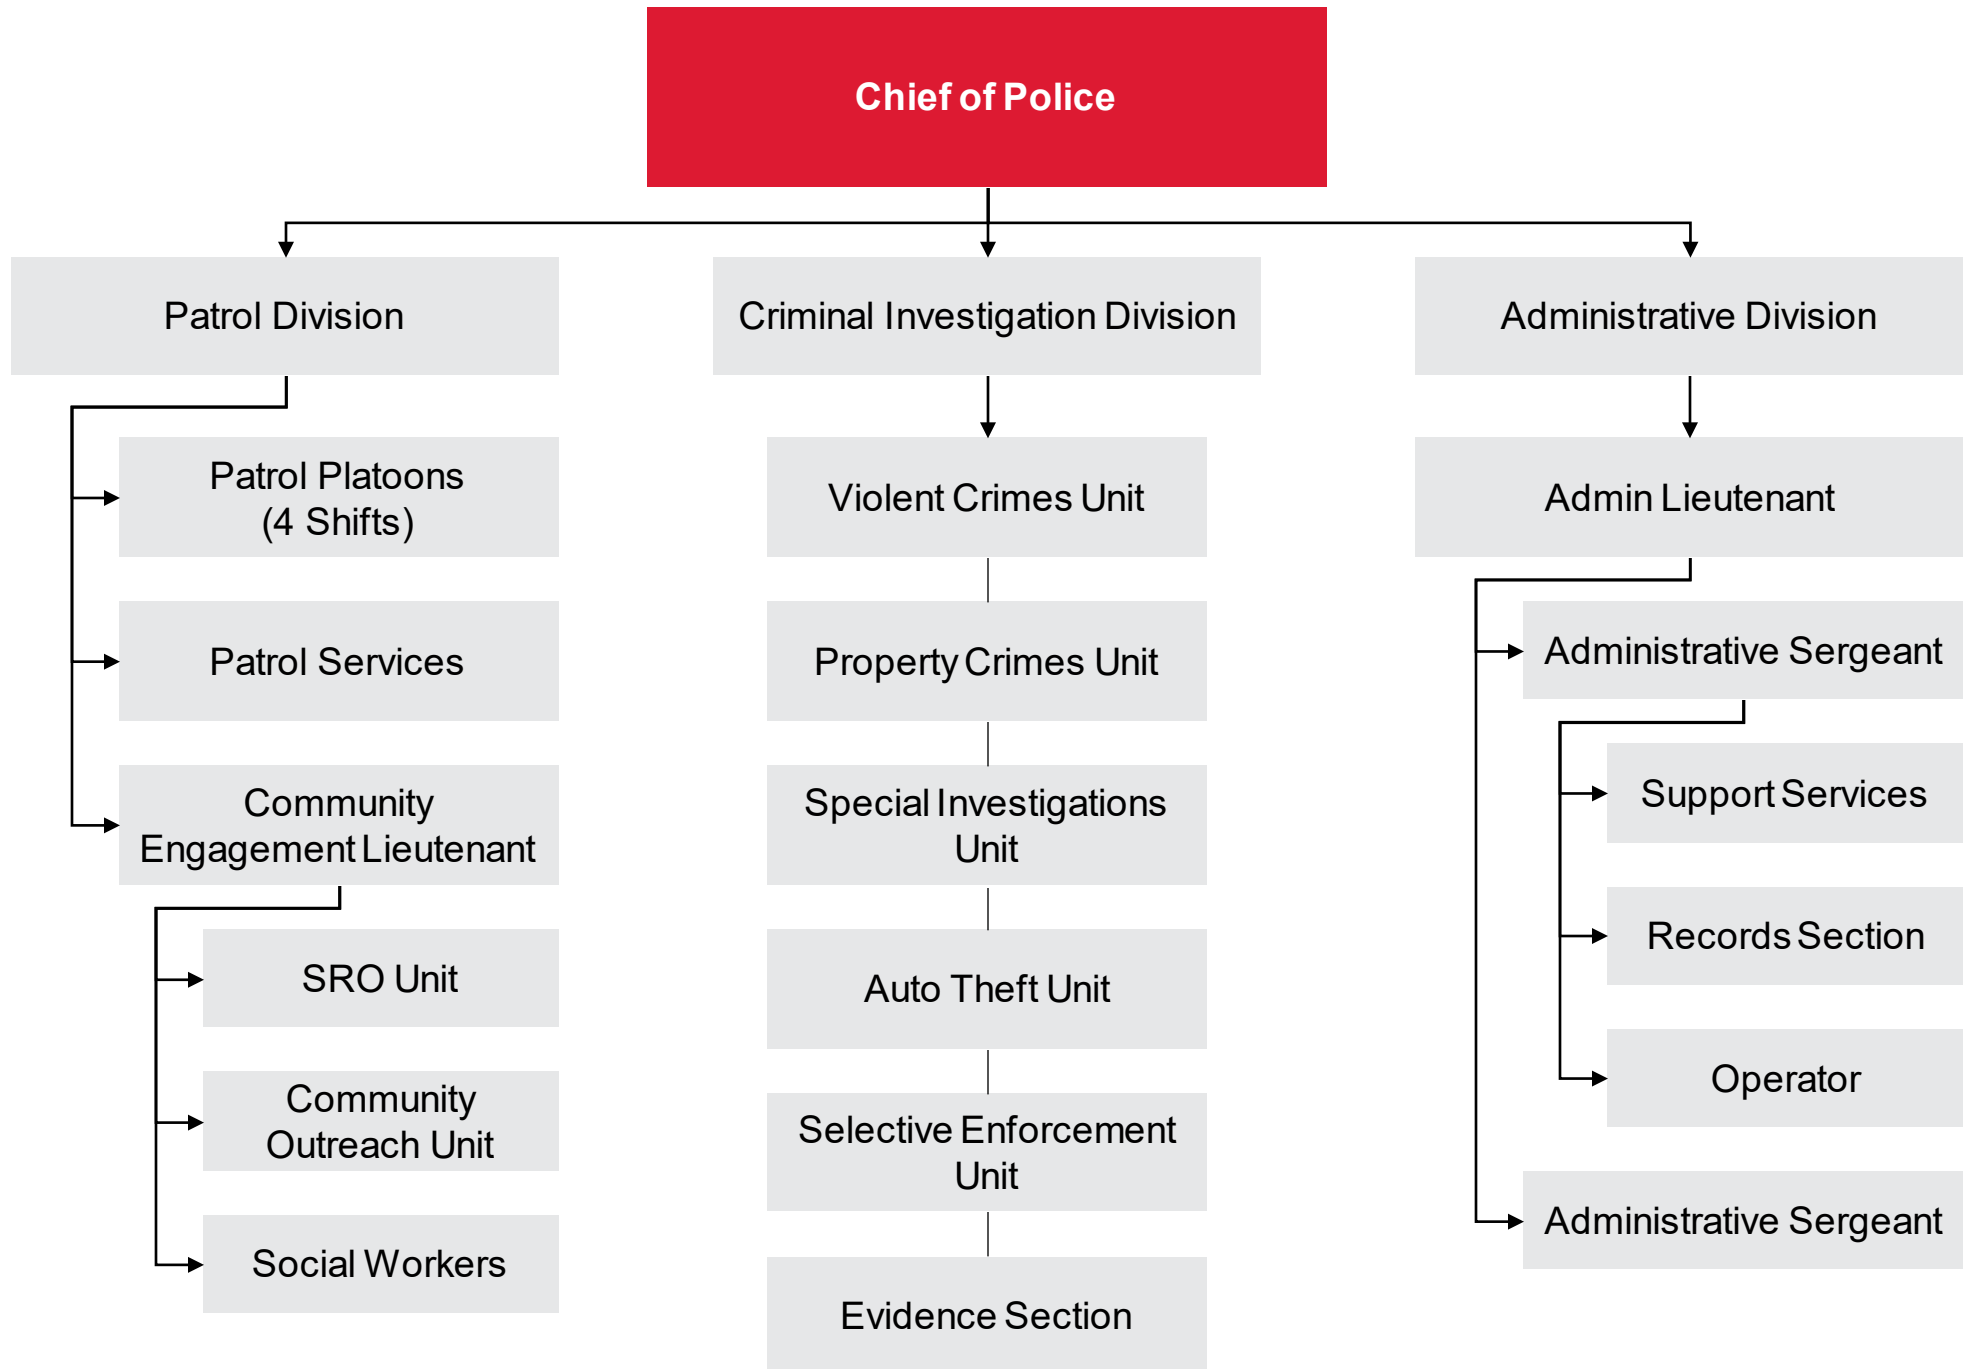 Chief of Police
Patrol Division
Criminal Investigation Division
Administrative Division
Patrol Platoons
(4 Shifts)
Patrol Services
Community
Engagement Lieutenant
SRO Unit
Community
Outreach Unit
Social Workers
Violent Crimes Unit
Property Crimes Unit
Special Investigations
Unit
Auto Theft Unit
Selective Enforcement
Unit
Evidence Section
Admin Lieutenant
Administrative Sergeant
Support Services
Records Section
Operator
Administrative Sergeant